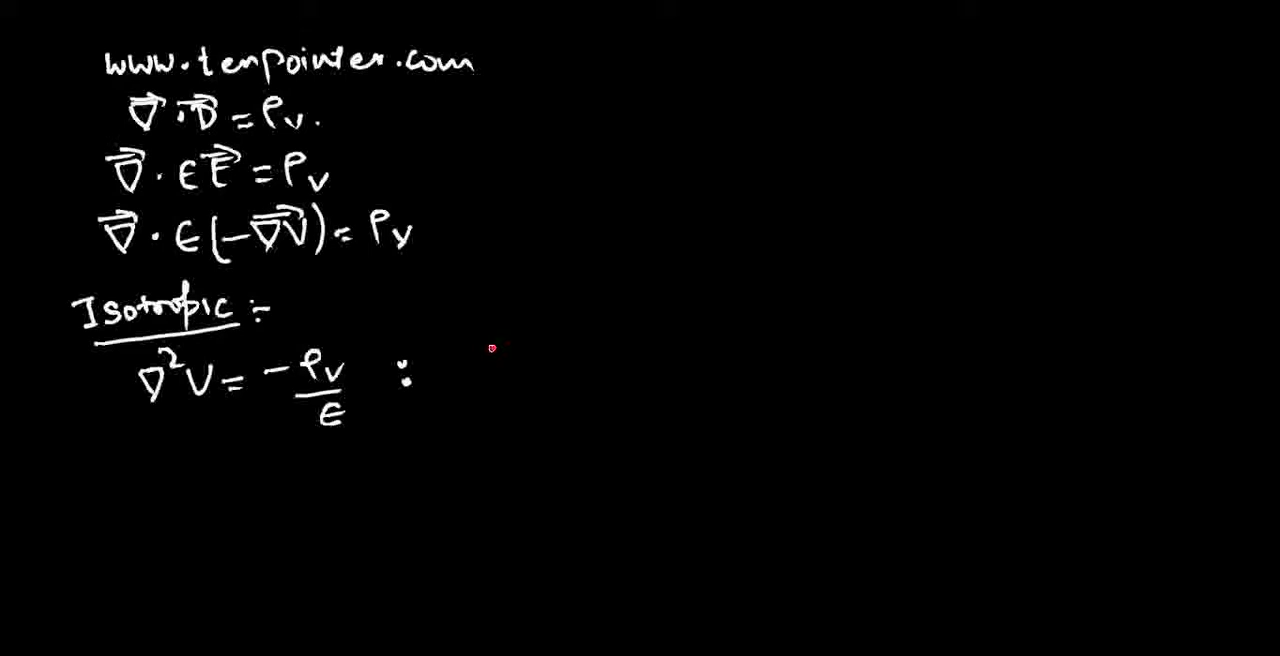 www.tenpointer.com
∇⃗·D⃗ = ρv.
∇⃗·ϵE⃗ = ρv
∇⃗·ϵ(-∇⃗V) = ρv
Isotropic :-
∇²V = -ρv/ϵ :